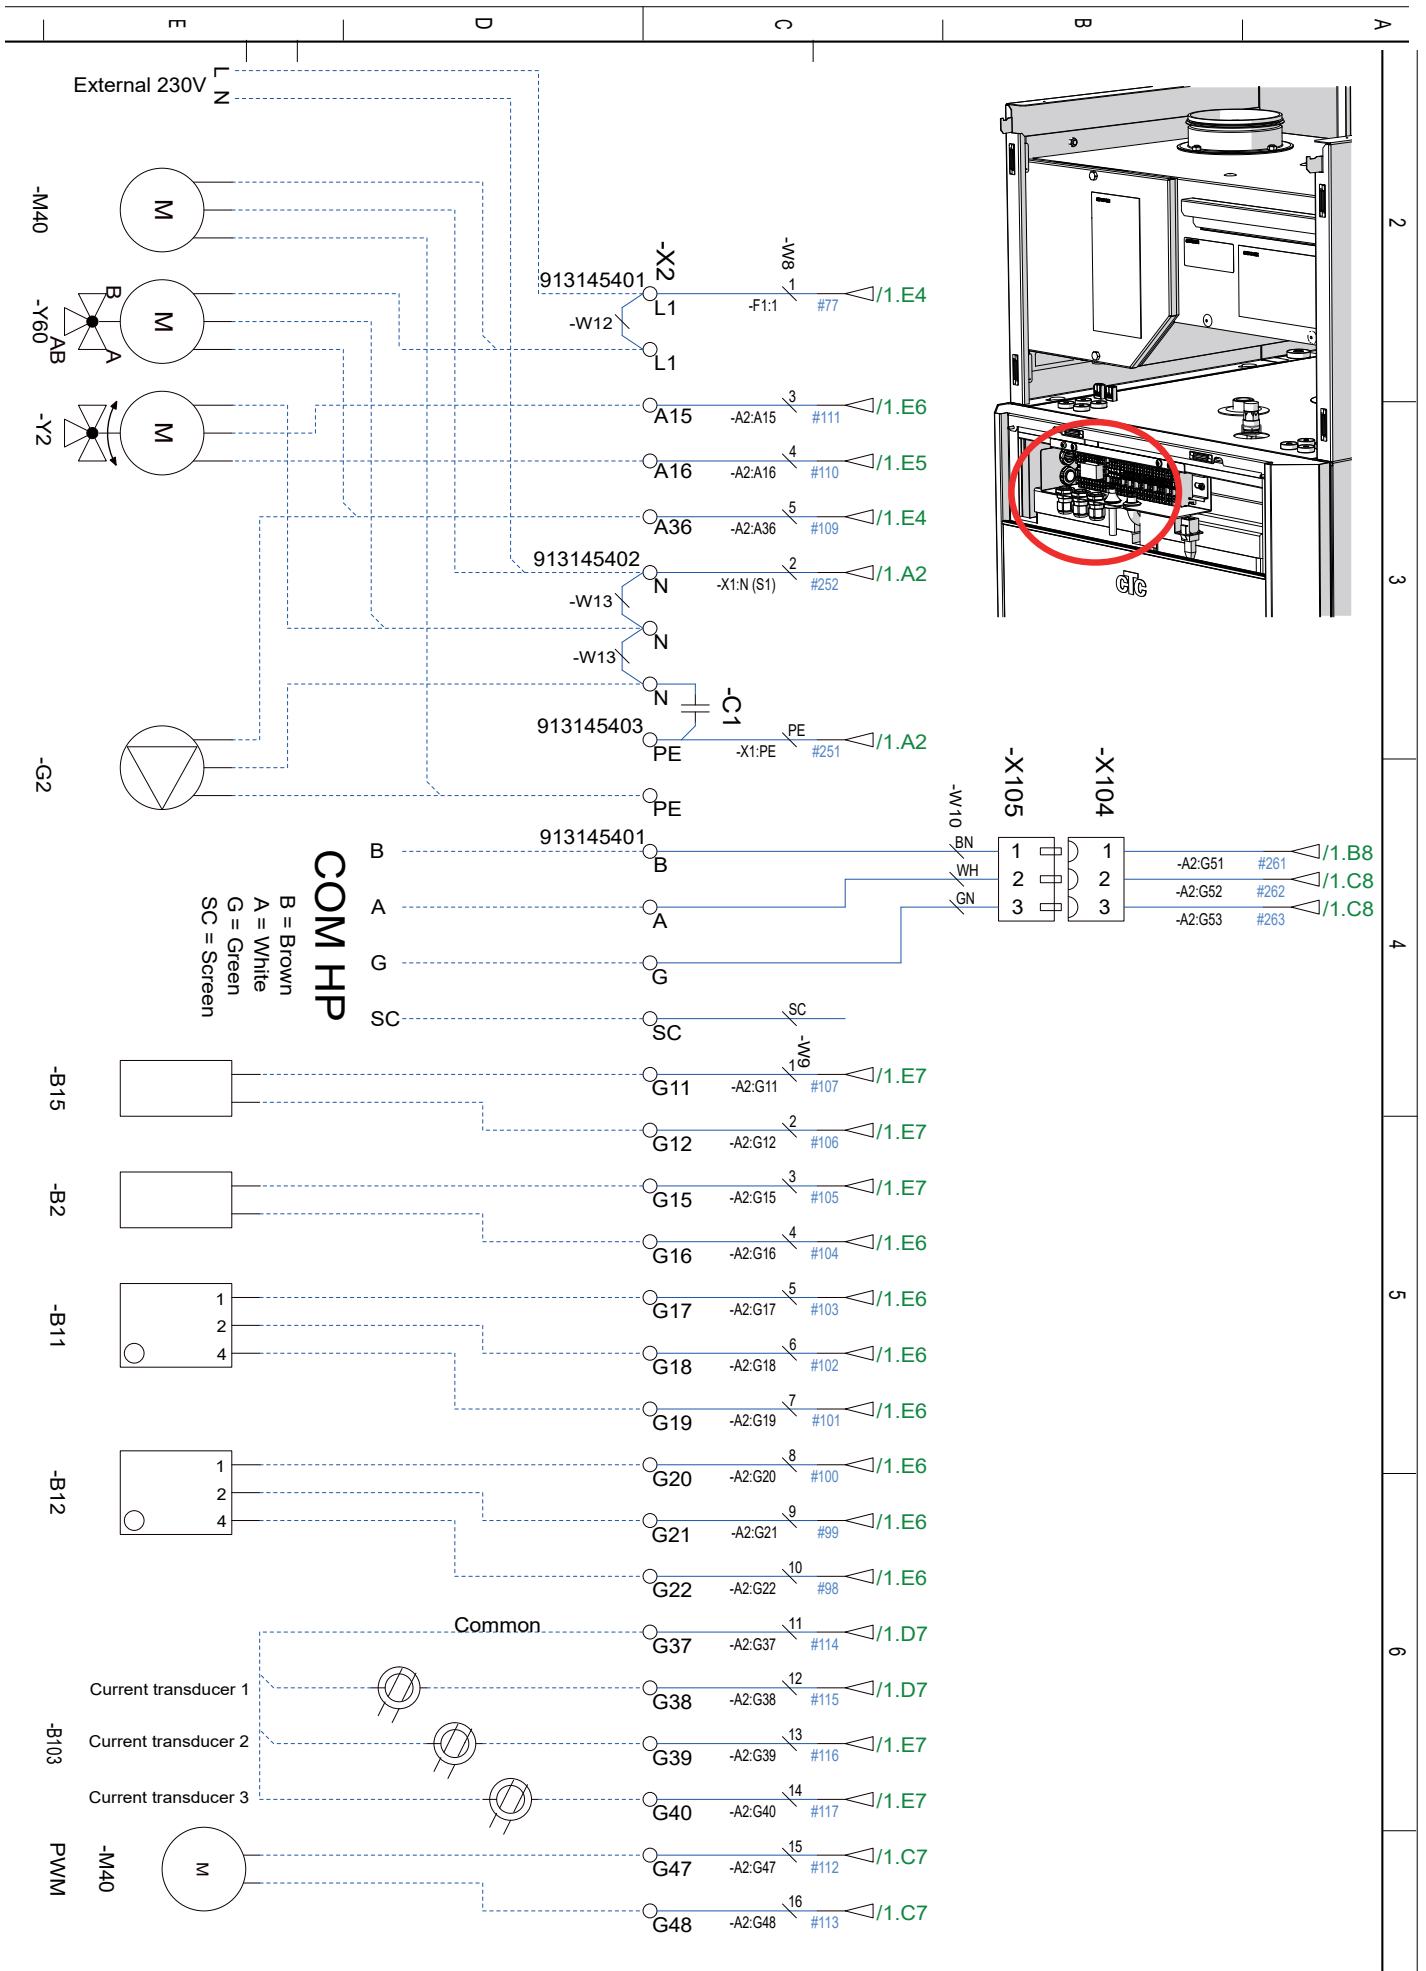 E D C B A
2
3
4
5
6
External 230V
L
N
-M40
M
-Y60
B
A
AB
M
-Y2
M
-G2
-X2
-W8
913145401
L1
-F1:1
1
#77
/1.E4
-W12
L1
A15
-A2:A15
3
#111
/1.E6
A16
-A2:A16
4
#110
/1.E5
A36
-A2:A36
5
#109
/1.E4
913145402
N
-X1:N (S1)
2
#252
/1.A2
-W13
N
-W13
N
-C1
913145403
PE
-X1:PE
PE
#251
/1.A2
PE
CTC
-X105
-X104
-W10
COM HP
B = Brown
A = White
G = Green
SC = Screen
B
913145401
B
BN
1
1
-A2:G51
#261
/1.B8
A
A
WH
2
2
-A2:G52
#262
/1.C8
G
G
GN
3
3
-A2:G53
#263
/1.C8
SC
SC
SC
-W9
-B15
G11
-A2:G11
1
#107
/1.E7
G12
-A2:G12
2
#106
/1.E7
-B2
G15
-A2:G15
3
#105
/1.E7
G16
-A2:G16
4
#104
/1.E6
-B11
1
2
4
G17
-A2:G17
5
#103
/1.E6
G18
-A2:G18
6
#102
/1.E6
G19
-A2:G19
7
#101
/1.E6
-B12
1
2
4
G20
-A2:G20
8
#100
/1.E6
G21
-A2:G21
9
#99
/1.E6
G22
-A2:G22
10
#98
/1.E6
Common
G37
-A2:G37
11
#114
/1.D7
-B103
Current transducer 1
G38
-A2:G38
12
#115
/1.D7
Current transducer 2
G39
-A2:G39
13
#116
/1.E7
Current transducer 3
G40
-A2:G40
14
#117
/1.E7
-M40
PWM
M
G47
-A2:G47
15
#112
/1.C7
G48
-A2:G48
16
#113
/1.C7